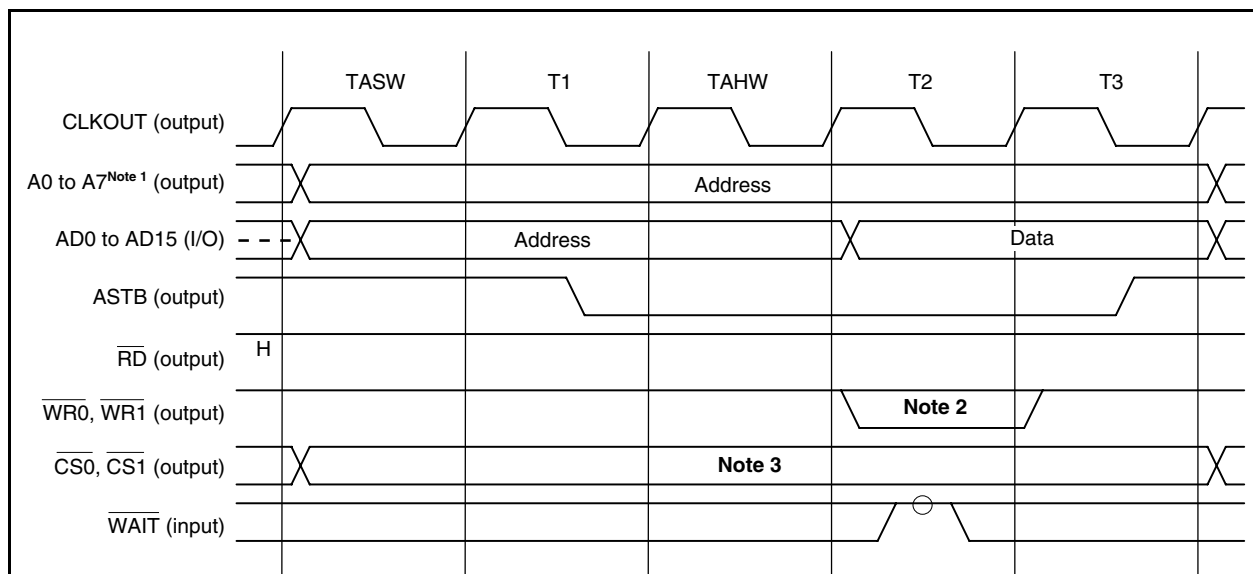 TASW T1 TAHW T2 T3
CLKOUT (output)
A0 to A7Note 1 (output) Address
AD0 to AD15 (I/O) Address Data
ASTB (output)
RD (output) H
WR0, WR1 (output) Note 2
CS0, CS1 (output) Note 3
WAIT (input)